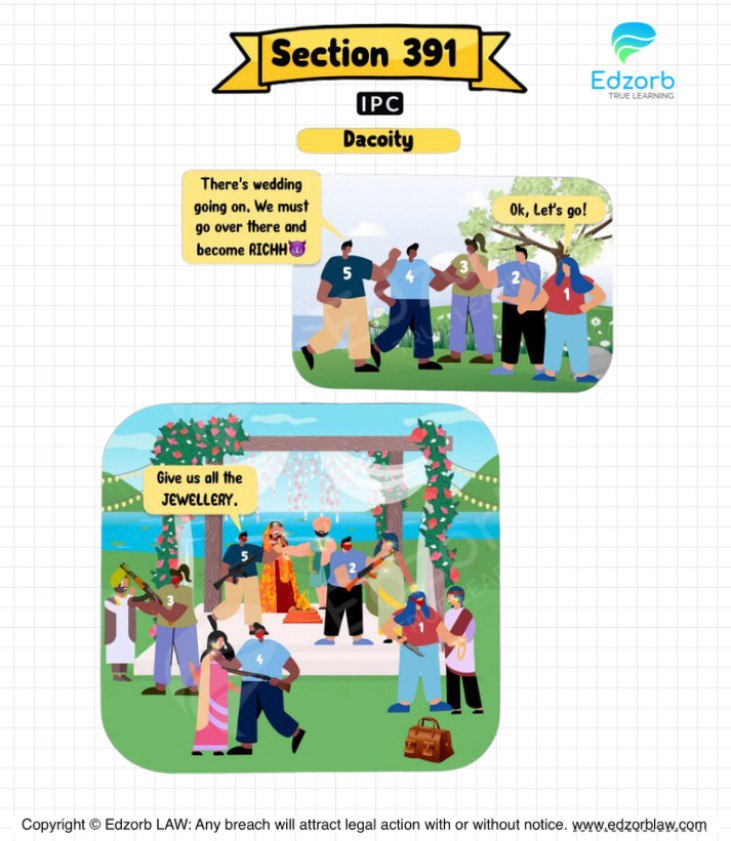 Section 391
Edzorb
TRUE LEARNING
IPC
Dacoity
There's wedding
going on. We must
go over there and
become RICHH😈
Ok, Let's go!
5
4
3
2
1
Give us all the
JEWELLERY.
5
2
3
1
4
Copyright © Edzorb LAW: Any breach will attract legal action with or without notice. www.edzorblaw.com